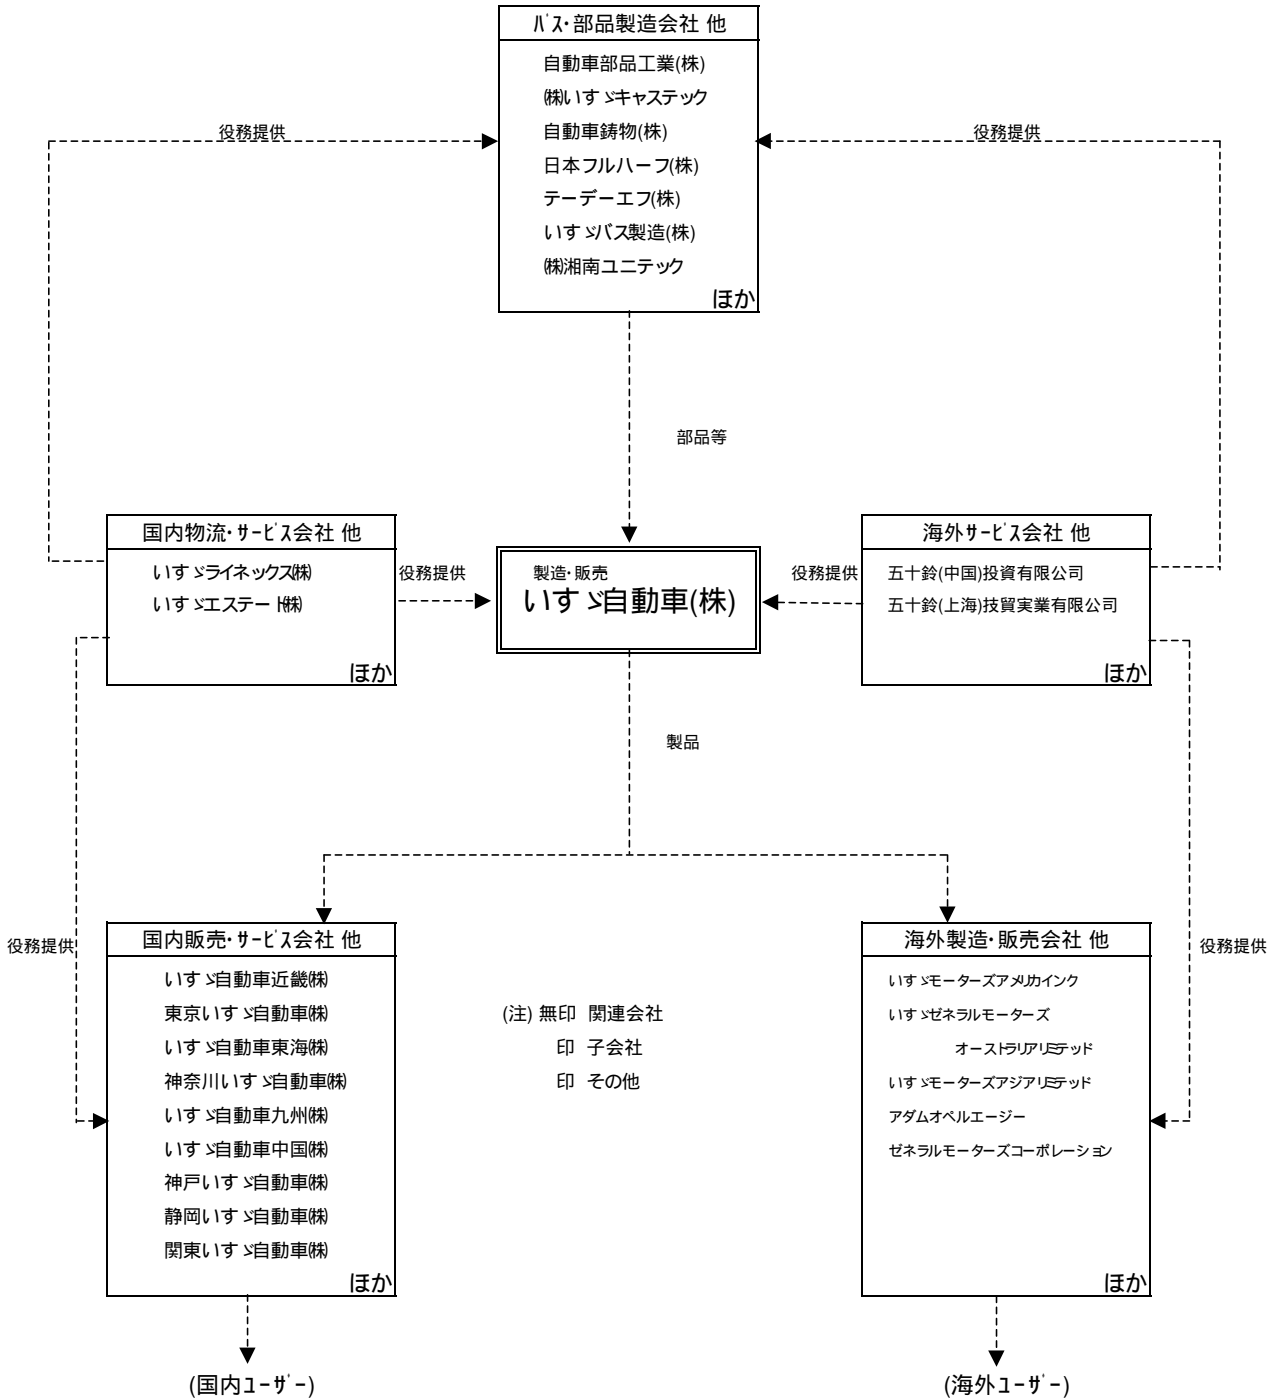 バス・部品製造会社 他
自動車部品工業(株)
(株)いすゞキャステック
自動車鋳物(株)
日本フルハーフ(株)
テーデーエフ(株)
いすゞバス製造(株)
(株)湘南ユニテック
ほか
役務提供
役務提供
部品等
国内物流・サービス会社 他
いすゞライネックス(株)
いすゞエステート(株)
ほか
役務提供
製造・販売
いすゞ自動車(株)
役務提供
海外サービス会社 他
五十鈴(中国)投資有限公司
五十鈴(上海)技貿実業有限公司
ほか
製品
役務提供
国内販売・サービス会社 他
いすゞ自動車近畿(株)
東京いすゞ自動車(株)
いすゞ自動車東海(株)
神奈川いすゞ自動車(株)
いすゞ自動車九州(株)
いすゞ自動車中国(株)
神戸いすゞ自動車(株)
静岡いすゞ自動車(株)
関東いすゞ自動車(株)
ほか
(注) 無印 関連会社
印 子会社
印 その他
海外製造・販売会社 他
いすゞモーターズアメリカインク
いすゞゼネラルモーターズ
オーストラリアリミテッド
いすゞモーターズアジアリミテッド
アダムオペルエージー
ゼネラルモーターズコーポレーション
ほか
役務提供
(国内ユーザー)
(海外ユーザー)